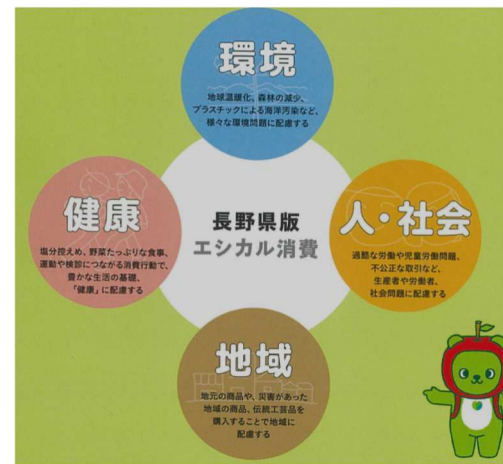 環境
地球温暖化、森林の減少、
プラスチックによる海洋汚染など、
様々な環境問題に配慮する
健康
塩分控えめ、野菜たっぷりな食事、
運動や検診につながる消費行動で、
豊かな生活の基礎、
「健康」に配慮する
長野県版
エシカル消費
人・社会
過酷な労働や児童労働問題、
不公正な取引など、
生産者や労働者、
社会問題に配慮する
地域
地元の商品や、災害があった
地域の商品、伝統工芸品を
購入することで地域に
配慮する